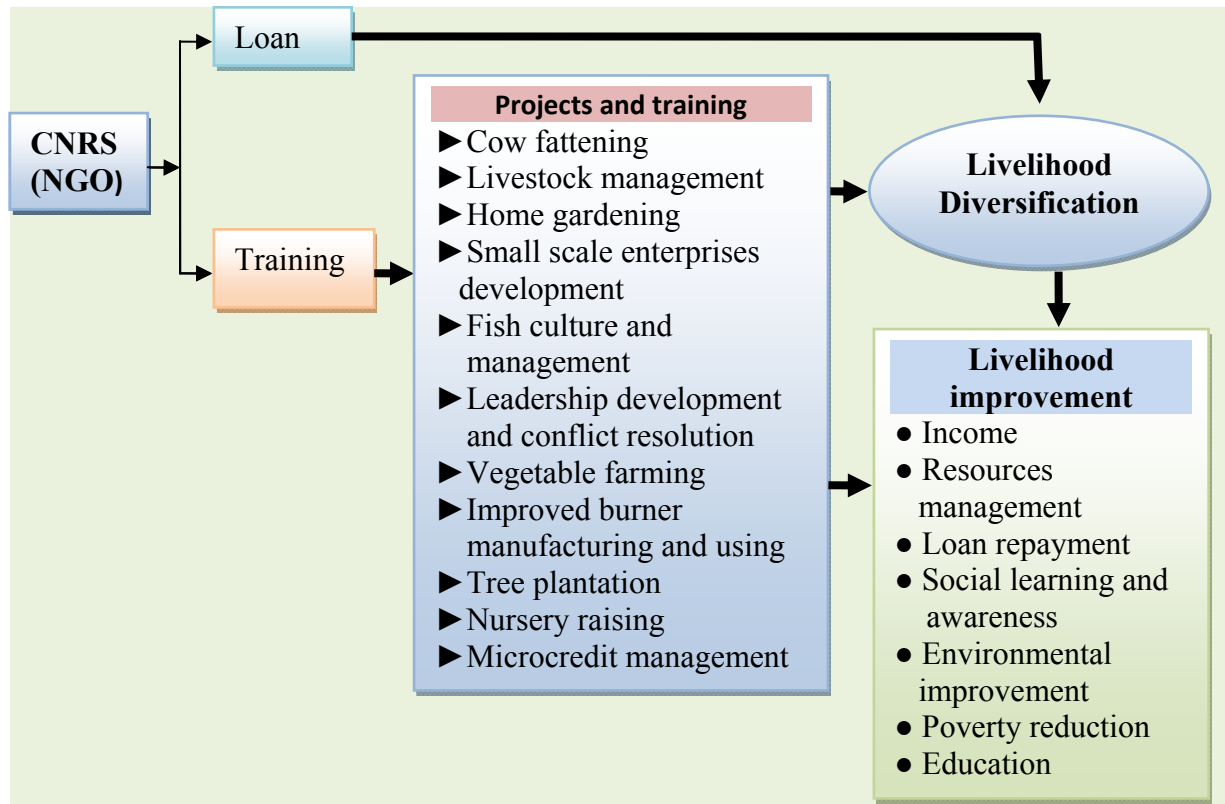 Loan
CNRS
(NGO)
Training
Projects and training
►Cow fattening
►Livestock management
►Home gardening
►Small scale enterprises
development
►Fish culture and
management
►Leadership development
and conflict resolution
►Vegetable farming
►Improved burner
manufacturing and using
►Tree plantation
►Nursery raising
►Microcredit management
Livelihood
Diversification
Livelihood
improvement
● Income
● Resources
management
● Loan repayment
● Social learning and
awareness
● Environmental
improvement
● Poverty reduction
● Education